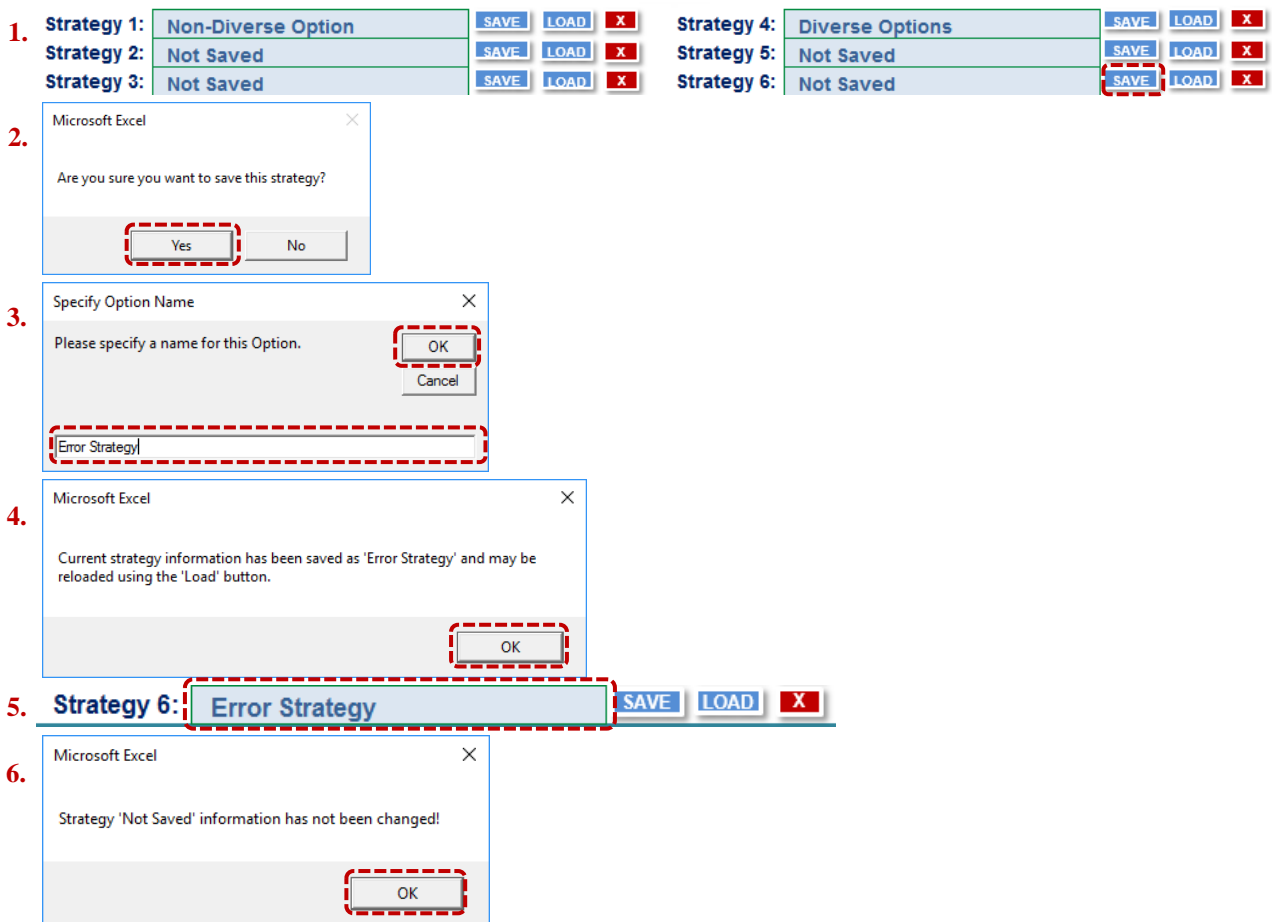 1.
Strategy 1: Non-Diverse Option SAVE LOAD X Strategy 4: Diverse Options SAVE LOAD X
Strategy 2: Not Saved SAVE LOAD X Strategy 5: Not Saved SAVE LOAD X
Strategy 3: Not Saved SAVE LOAD X Strategy 6: Not Saved SAVE LOAD X
2.
Microsoft Excel
Are you sure you want to save this strategy?
Yes No
3.
Specify Option Name
Please specify a name for this Option.
OK
Cancel
Error Strategy
4.
Microsoft Excel
Current strategy information has been saved as 'Error Strategy' and may be
reloaded using the 'Load' button.
OK
5. Strategy 6: Error Strategy SAVE LOAD X
6.
Microsoft Excel
Strategy 'Not Saved' information has not been changed!
OK